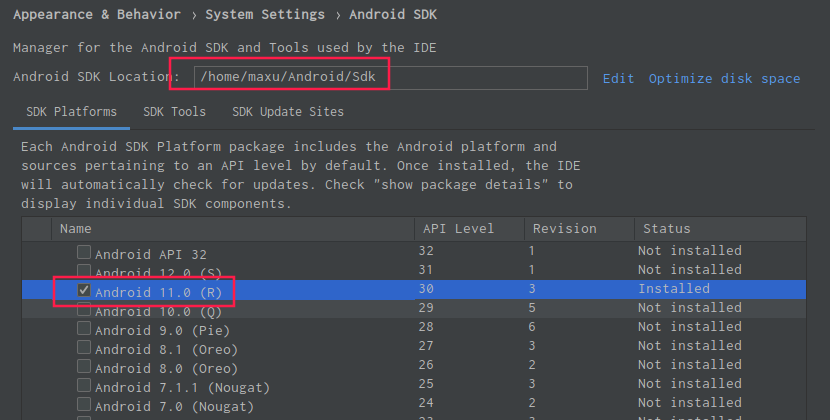 Appearance & Behavior › System Settings › Android SDK
Manager for the Android SDK and Tools used by the IDE
Android SDK Location: /home/maxu/Android/Sdk Edit Optimize disk space
SDK Platforms SDK Tools SDK Update Sites
Each Android SDK Platform package includes the Android platform and
sources pertaining to an API level by default. Once installed, the IDE
will automatically check for updates. Check "show package details" to
display individual SDK components.
Name API Level Revision Status
Android API 32 32 1 Not installed
Android 12.0 (S) 31 1 Not installed
Android 11.0 (R) 30 3 Installed
Android 10.0 (Q) 29 5 Not installed
Android 9.0 (Pie) 28 6 Not installed
Android 8.1 (Oreo) 27 3 Not installed
Android 8.0 (Oreo) 26 2 Not installed
Android 7.1.1 (Nougat) 25 3 Not installed
Android 7.0 (Nougat) 24 2 Not installed